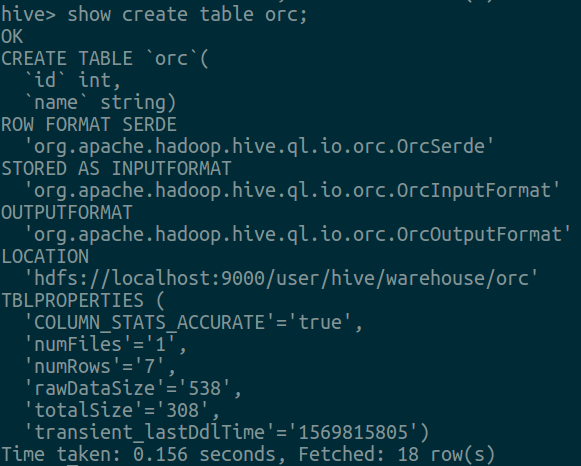 hive> show create table orc;
OK
CREATE TABLE `orc`(
  `id` int,
  `name` string)
ROW FORMAT SERDE
  'org.apache.hadoop.hive.ql.io.orc.OrcSerde'
STORED AS INPUTFORMAT
  'org.apache.hadoop.hive.ql.io.orc.OrcInputFormat'
OUTPUTFORMAT
  'org.apache.hadoop.hive.ql.io.orc.OrcOutputFormat'
LOCATION
  'hdfs://localhost:9000/user/hive/warehouse/orc'
TBLPROPERTIES (
  'COLUMN_STATS_ACCURATE'='true',
  'numFiles'='1',
  'numRows'='7',
  'rawDataSize'='538',
  'totalSize'='308',
  'transient_lastDdlTime'='1569815805')
Time taken: 0.156 seconds, Fetched: 18 row(s)